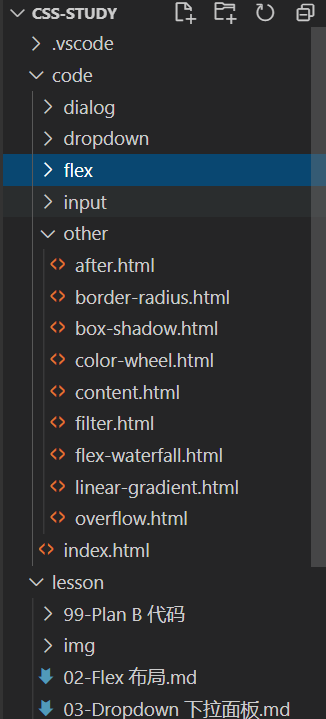 CSS-STUDY
.vscode
code
dialog
dropdown
flex
input
other
after.html
border-radius.html
box-shadow.html
color-wheel.html
content.html
filter.html
flex-waterfall.html
linear-gradient.html
overflow.html
index.html
lesson
99-Plan B 代码
img
02-Flex 布局.md
03-Dropdown 下拉面板.md